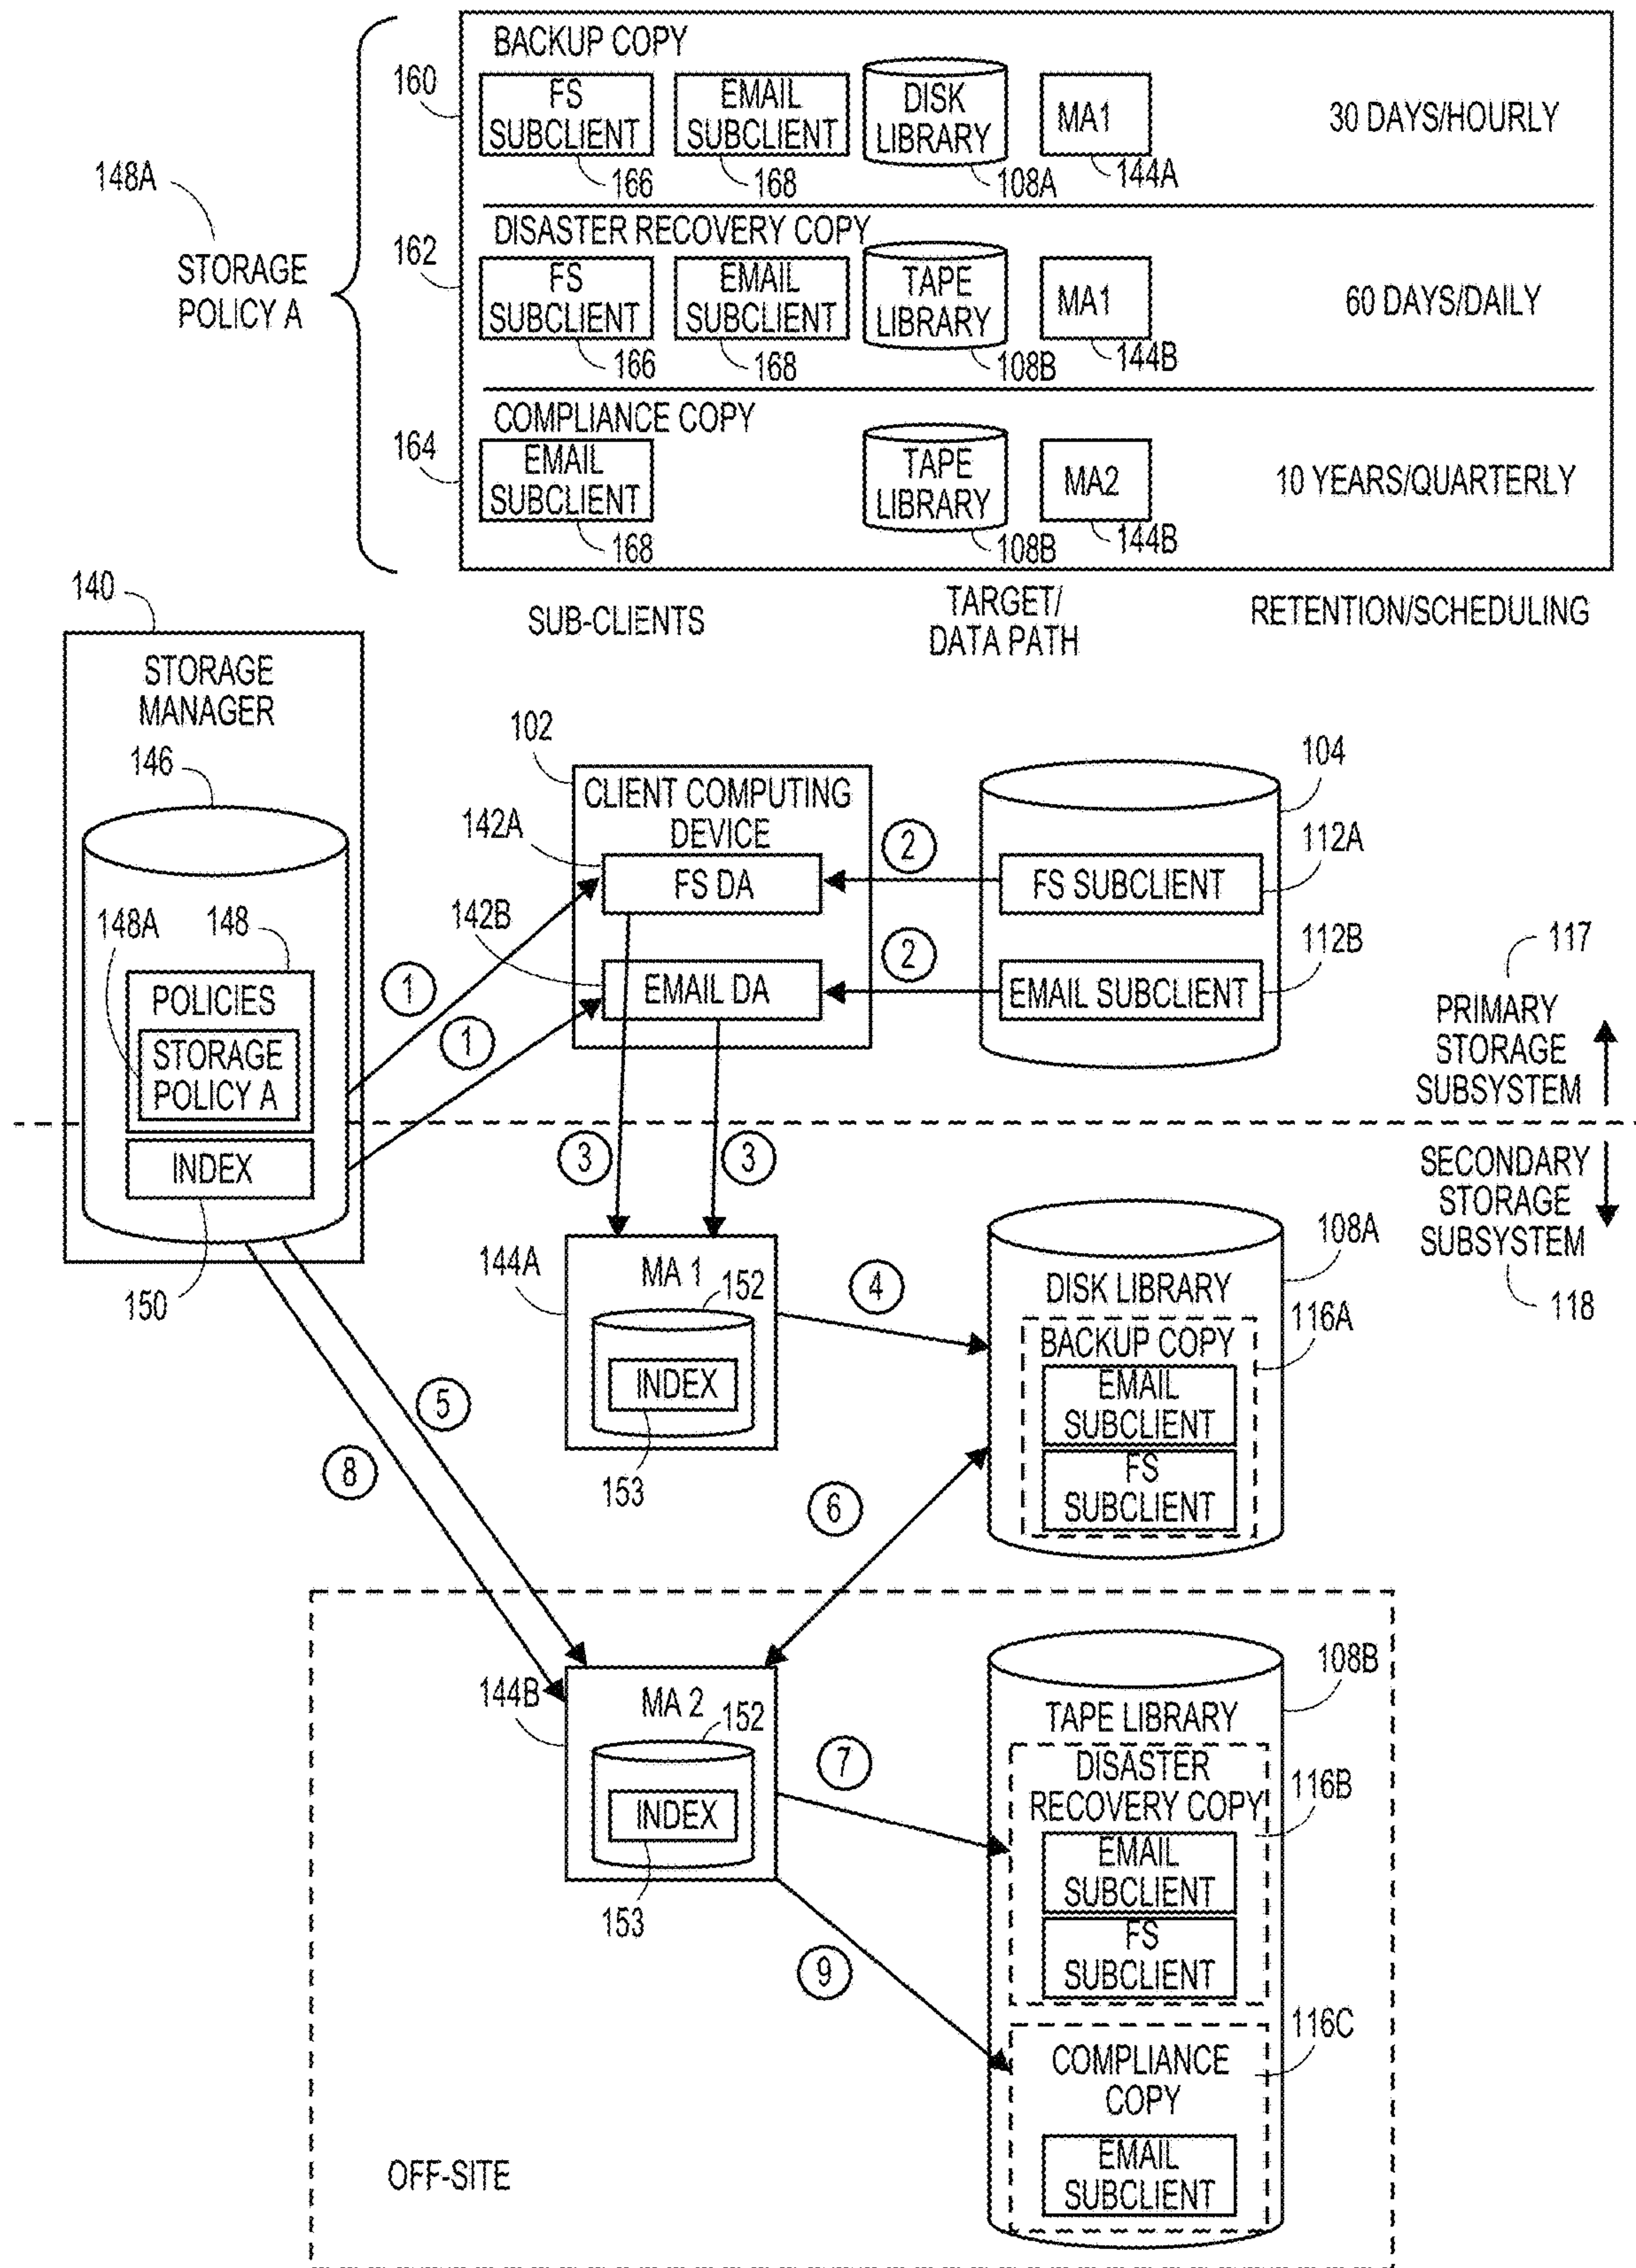 BACKUP COPY
160
FS
SUBCLIENT
166
EMAIL
SUBCLIENT
168
DISK
LIBRARY
108A
MA1
144A
30 DAYS/HOURLY
148A
STORAGE
POLICY A
DISASTER RECOVERY COPY
162
FS
SUBCLIENT
166
EMAIL
SUBCLIENT
168
TAPE
LIBRARY
108B
MA1
144B
60 DAYS/DAILY
COMPLIANCE COPY
164
EMAIL
SUBCLIENT
168
TAPE
LIBRARY
108B
MA2
144B
10 YEARS/QUARTERLY
SUB-CLIENTS
TARGET/
DATA PATH
RETENTION/SCHEDULING
140
STORAGE
MANAGER
146
148A
148
POLICIES
STORAGE
POLICY A
INDEX
150
102
CLIENT COMPUTING
DEVICE
142A
FS DA
142B
EMAIL DA
1
1
2
2
104
FS SUBCLIENT
112A
EMAIL SUBCLIENT
112B
117
PRIMARY
STORAGE
SUBSYSTEM
SECONDARY
STORAGE
SUBSYSTEM
118
3
3
144A
MA 1
152
INDEX
153
4
108A
DISK LIBRARY
BACKUP COPY
116A
EMAIL
SUBCLIENT
FS
SUBCLIENT
5
8
6
144B
MA 2
152
INDEX
153
7
9
108B
TAPE LIBRARY
DISASTER
RECOVERY COPY
116B
EMAIL
SUBCLIENT
FS
SUBCLIENT
116C
COMPLIANCE
COPY
EMAIL
SUBCLIENT
OFF-SITE